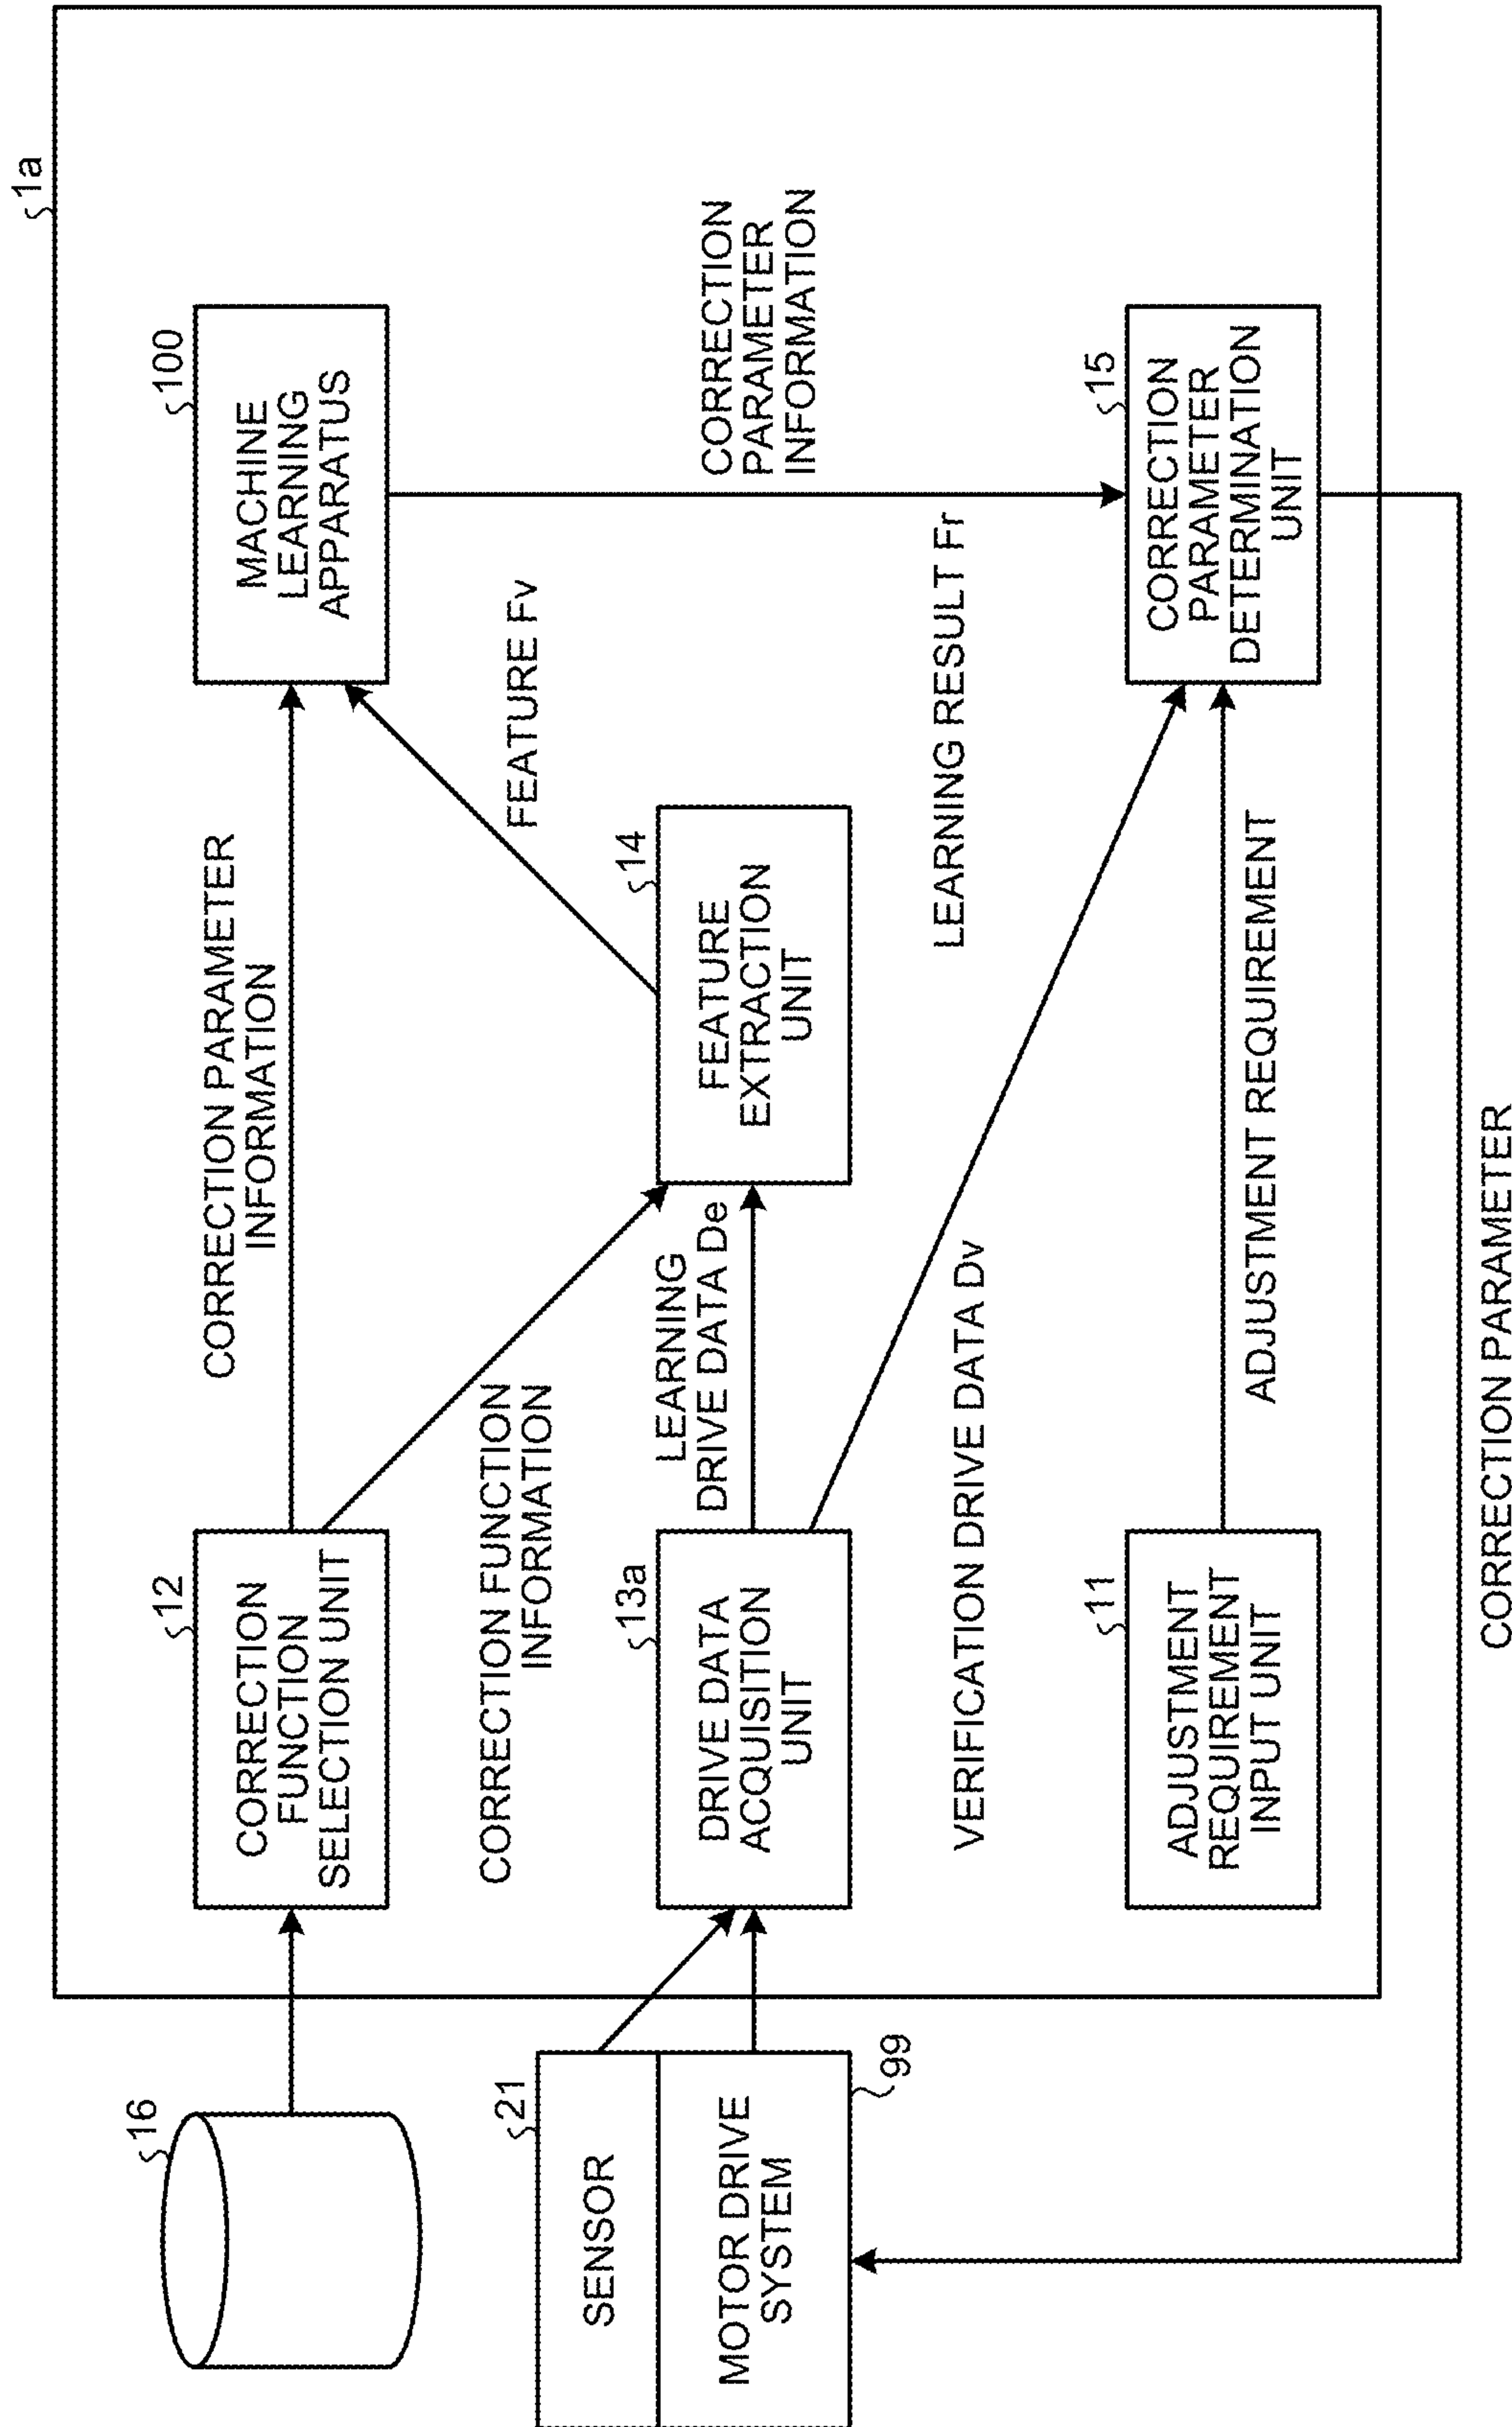 1a
16
12
CORRECTION
FUNCTION
SELECTION UNIT
CORRECTION PARAMETER
INFORMATION
100
MACHINE
LEARNING
APPARATUS
CORRECTION FUNCTION
INFORMATION
FEATURE Fv
21
SENSOR
MOTOR DRIVE
SYSTEM
99
13a
DRIVE DATA
ACQUISITION
UNIT
LEARNING
DRIVE DATA De
14
FEATURE
EXTRACTION
UNIT
CORRECTION
PARAMETER
INFORMATION
VERIFICATION DRIVE DATA Dv
LEARNING RESULT Fr
11
ADJUSTMENT
REQUIREMENT
INPUT UNIT
ADJUSTMENT REQUIREMENT
15
CORRECTION
PARAMETER
DETERMINATION
UNIT
CORRECTION PARAMETER